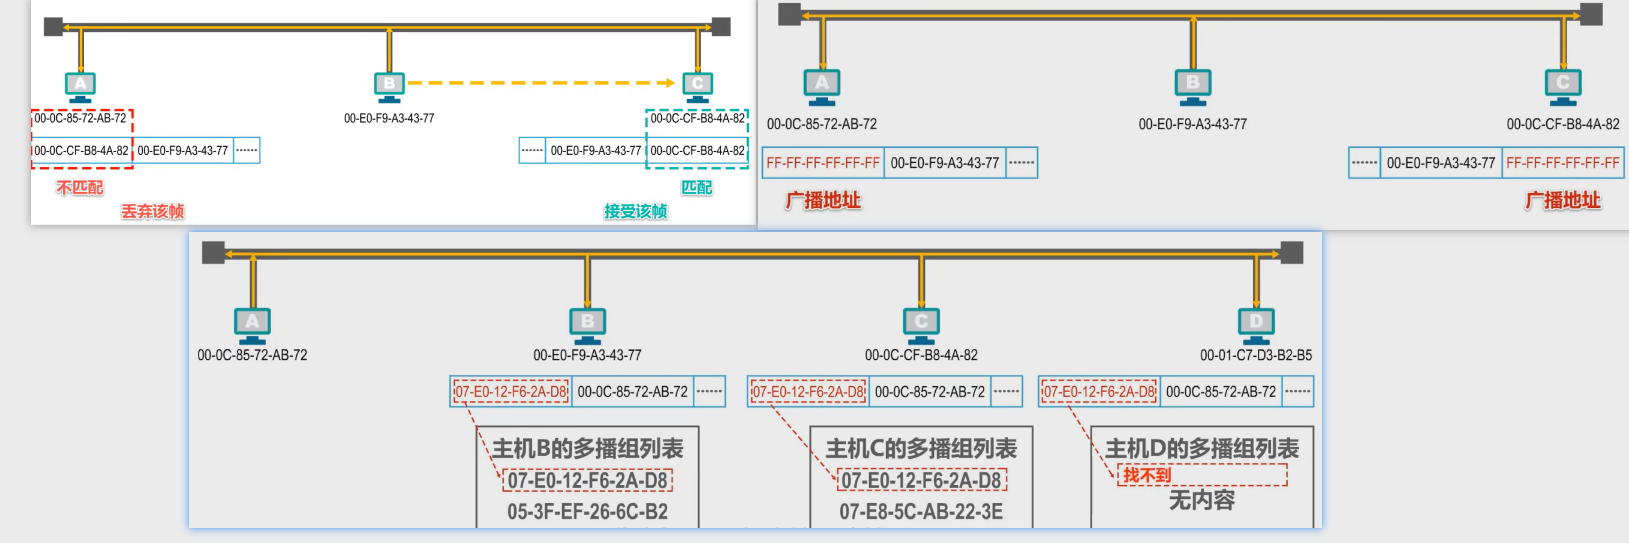 A
B
C
00-0C-85-72-AB-72
00-E0-F9-A3-43-77
00-0C-CF-B8-4A-82
00-0C-CF-B8-4A-82 00-E0-F9-A3-43-77 ······
······ 00-E0-F9-A3-43-77 00-0C-CF-B8-4A-82
不匹配
匹配
丢弃该帧
接受该帧
A
B
C
00-0C-85-72-AB-72
00-E0-F9-A3-43-77
00-0C-CF-B8-4A-82
FF-FF-FF-FF-FF-FF 00-E0-F9-A3-43-77 ······
······ 00-E0-F9-A3-43-77 FF-FF-FF-FF-FF-FF
广播地址
广播地址
A
B
C
D
00-0C-85-72-AB-72
00-E0-F9-A3-43-77
00-0C-CF-B8-4A-82
00-01-C7-D3-B2-B5
07-E0-12-F6-2A-D8 00-0C-85-72-AB-72 ······
07-E0-12-F6-2A-D8 00-0C-85-72-AB-72 ······
07-E0-12-F6-2A-D8 00-0C-85-72-AB-72 ······
主机B的多播组列表
07-E0-12-F6-2A-D8
05-3F-EF-26-6C-B2
主机C的多播组列表
07-E0-12-F6-2A-D8
07-E8-5C-AB-22-3E
主机D的多播组列表
找不到
无内容